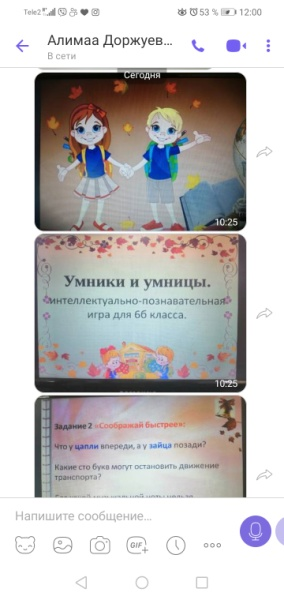 Tele2
53 %
12:00
Алимаа Доржуев...
В сети
Сегодня
10:25
Умники и умницы.
интеллектуально-познавательная
игра для 6б класса.
10:25
Задание 2 «Соображай быстрее»!
Что у цапли впереди, а у зайца позади?
Какие сто букв могут остановить движение
транспорта?
Напишите сообщение...
GIF